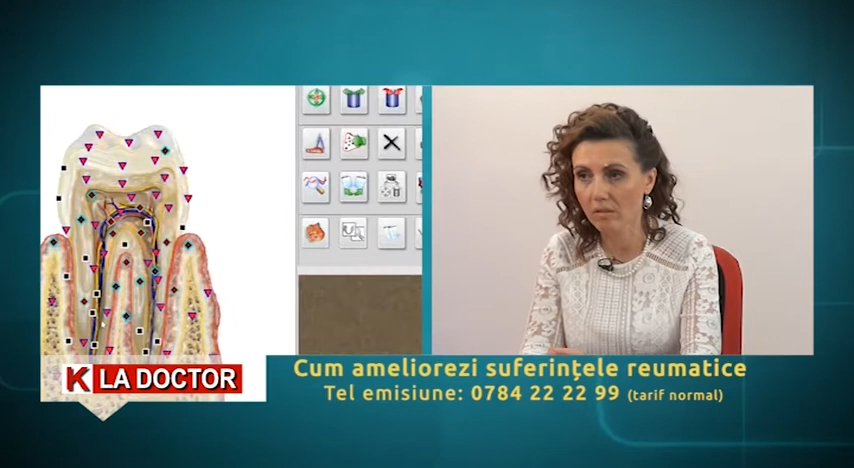 K LA DOCTOR
Cum ameliorezi suferințele reumatice
Tel emisiune: 0784 22 22 99 (tarif normal)